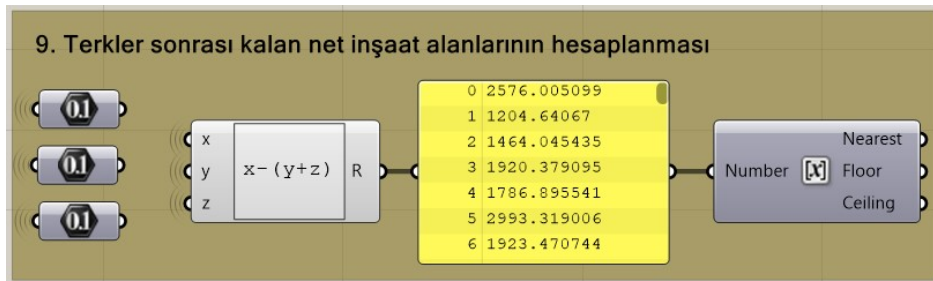 9. Terkler sonrası kalan net inşaat alanlarının hesaplanması
0.1
0.1
0.1
x
y
z
x-(y+z)
R
0 2576.005099
1 1204.64067
2 1464.045435
3 1920.379095
4 1786.895541
5 2993.319006
6 1923.470744
Number
[x]
Nearest
Floor
Ceiling